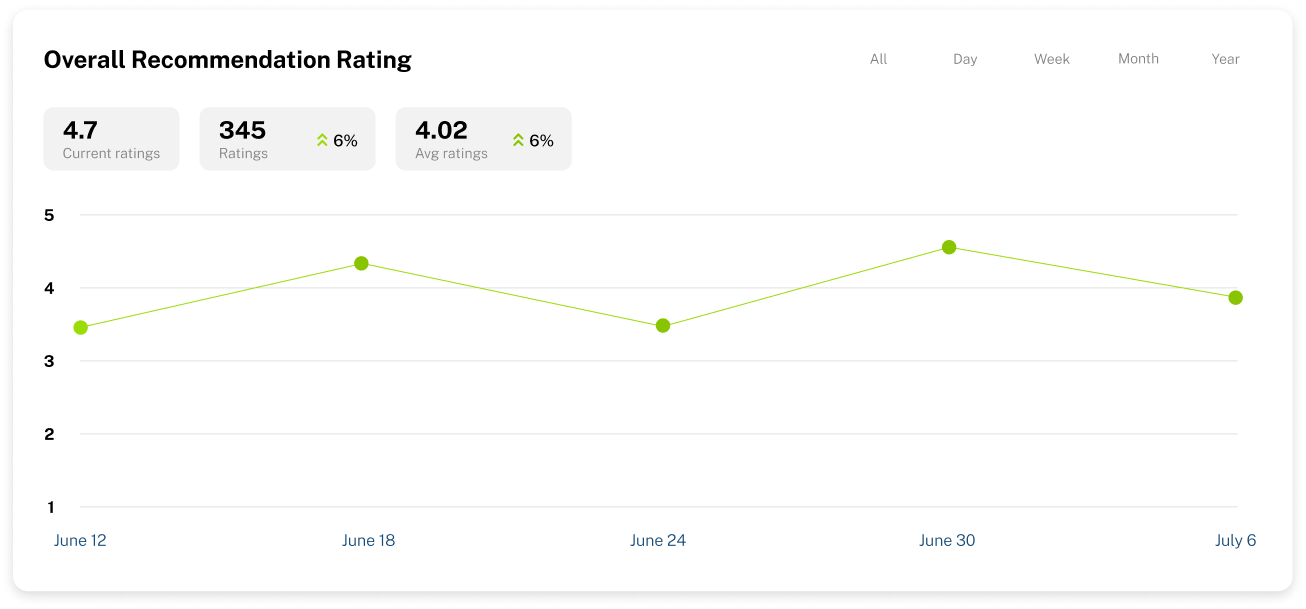 Overall Recommendation Rating
All Day Week Month Year
4.7
Current ratings
345
Ratings
6%
4.02
Avg ratings
6%
5
4
3
2
1
June 12 June 18 June 24 June 30 July 6